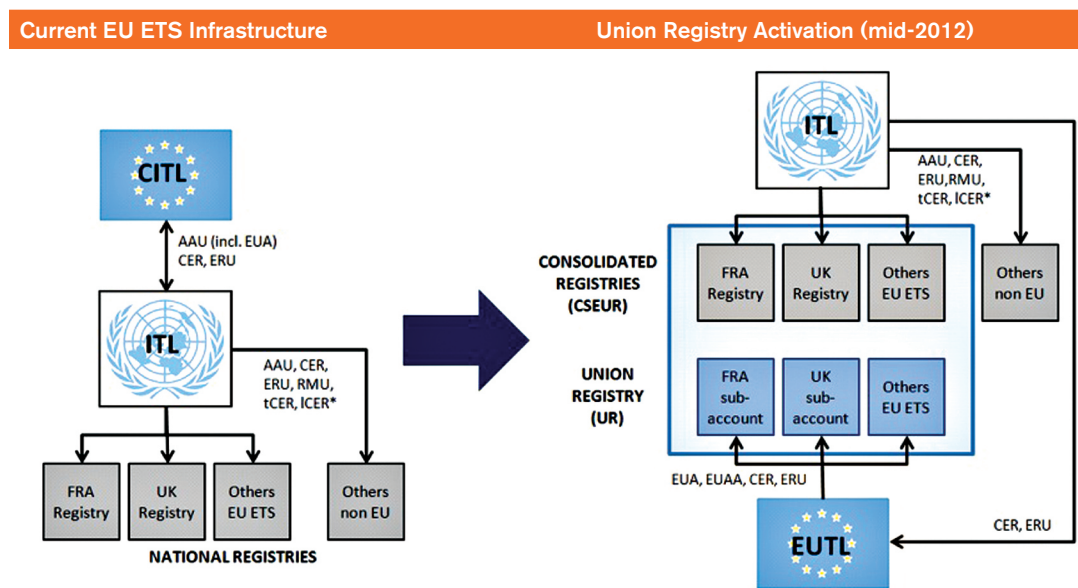 Current EU ETS Infrastructure
Union Registry Activation (mid-2012)
CITL
AAU (incl. EUA)
CER, ERU
ITL
AAU, CER,
ERU, RMU,
tCER, lCER*
FRA
Registry
UK
Registry
Others
EU ETS
Others
non EU
NATIONAL REGISTRIES
ITL
AAU, CER,
ERU,RMU,
tCER, lCER*
CONSOLIDATED
REGISTRIES
(CSEUR)
FRA
Registry
UK
Registry
Others
EU ETS
Others
non EU
UNION
REGISTRY
(UR)
FRA
sub-
account
UK
sub-
account
Others
EU ETS
EUA, EUAA, CER, ERU
EUTL
CER, ERU